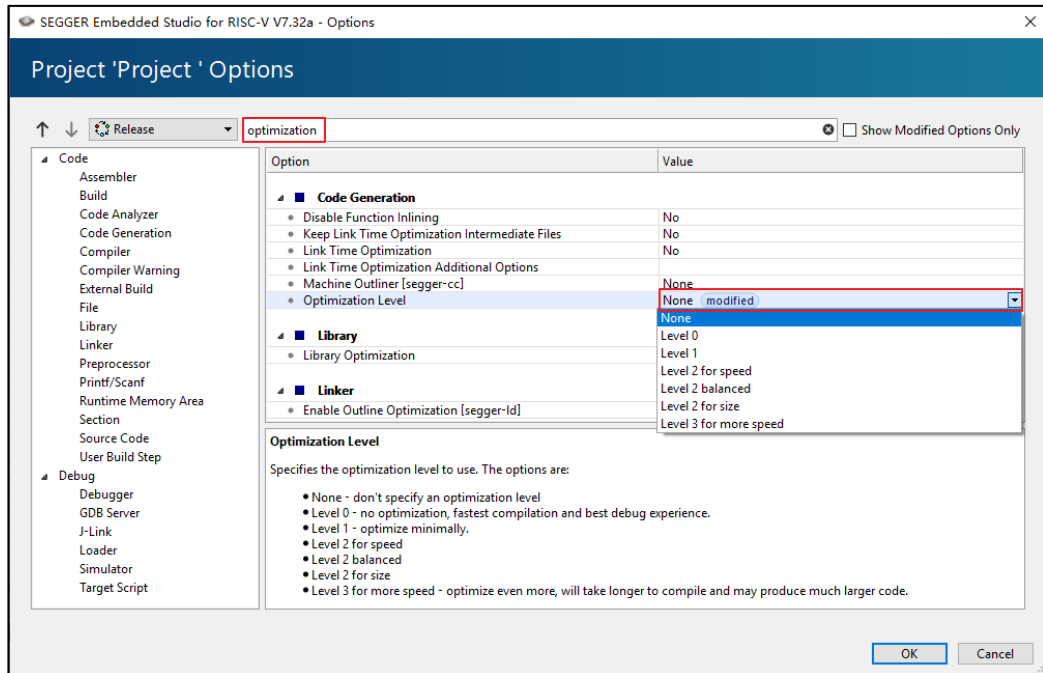 SEGGER Embedded Studio for RISC-V V7.32a - Options
Project 'Project ' Options
Release
optimization
Show Modified Options Only
Code
Assembler
Build
Code Analyzer
Code Generation
Compiler
Compiler Warning
External Build
File
Library
Linker
Preprocessor
Printf/Scanf
Runtime Memory Area
Section
Source Code
User Build Step
Debug
Debugger
GDB Server
J-Link
Loader
Simulator
Target Script
Option Value
Code Generation
Disable Function Inlining No
Keep Link Time Optimization Intermediate Files No
Link Time Optimization No
Link Time Optimization Additional Options
Machine Outliner [segger-cc] None
Optimization Level None (modified)
None
Level 0
Level 1
Level 2 for speed
Level 2 balanced
Level 2 for size
Level 3 for more speed
Library
Library Optimization
Linker
Enable Outline Optimization [segger-ld]
Optimization Level
Specifies the optimization level to use. The options are:
• None - don't specify an optimization level
• Level 0 - no optimization, fastest compilation and best debug experience.
• Level 1 - optimize minimally.
• Level 2 for speed
• Level 2 balanced
• Level 2 for size
• Level 3 for more speed - optimize even more, will take longer to compile and may produce much larger code.
OK
Cancel